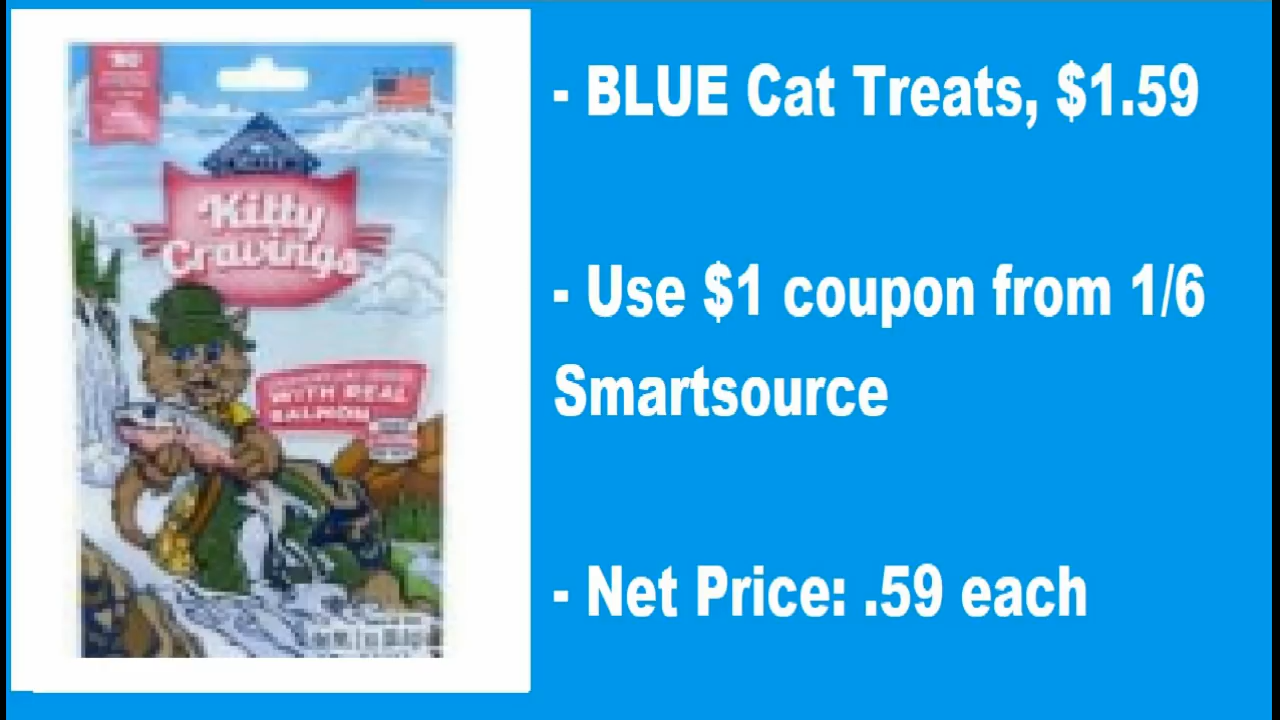 - BLUE Cat Treats, $1.59
- Use $1 coupon from 1/6
Smartsource
- Net Price: .59 each
Kitty
Cravings
WITH REAL
SALMON